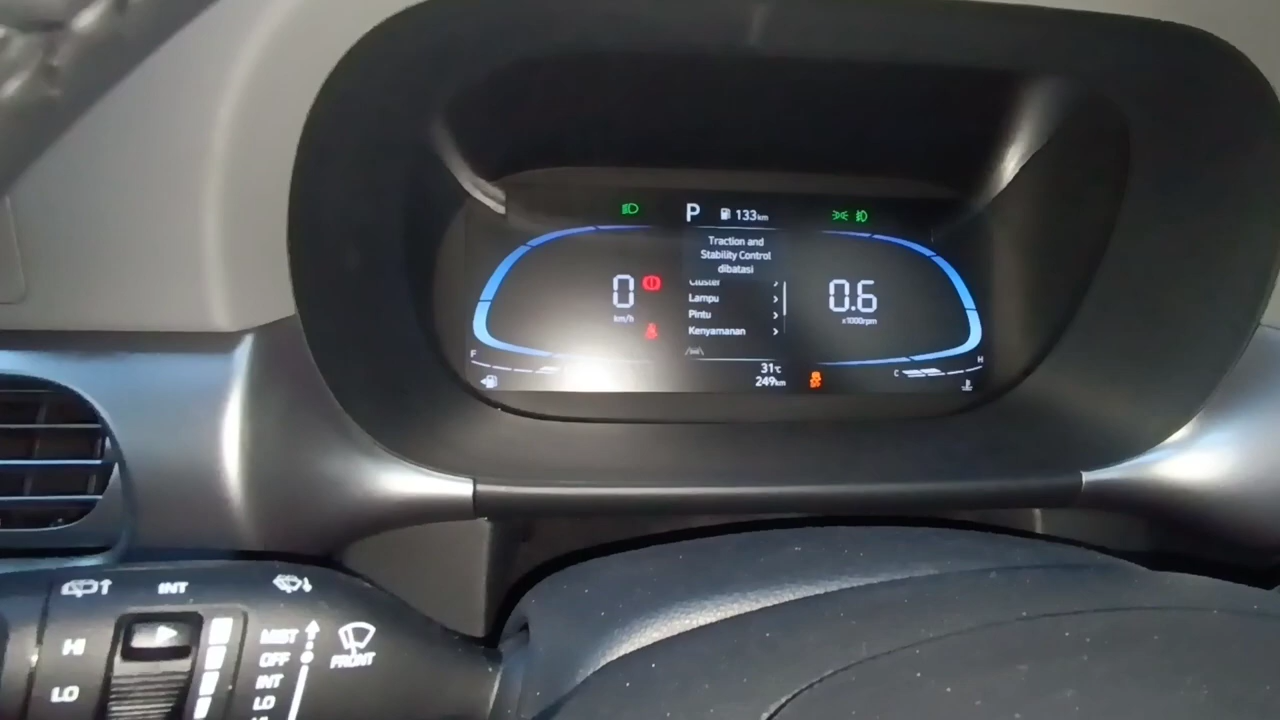 P 133km
Traction and
Stability Control
dibatasi
Cluster
0
km/h
Lampu
Pintu
Kenyamanan
0.6
x1000rpm
F
C
H
31°C
249km
INT
HI
LO
MIST
OFF
INT
LO
FRONT